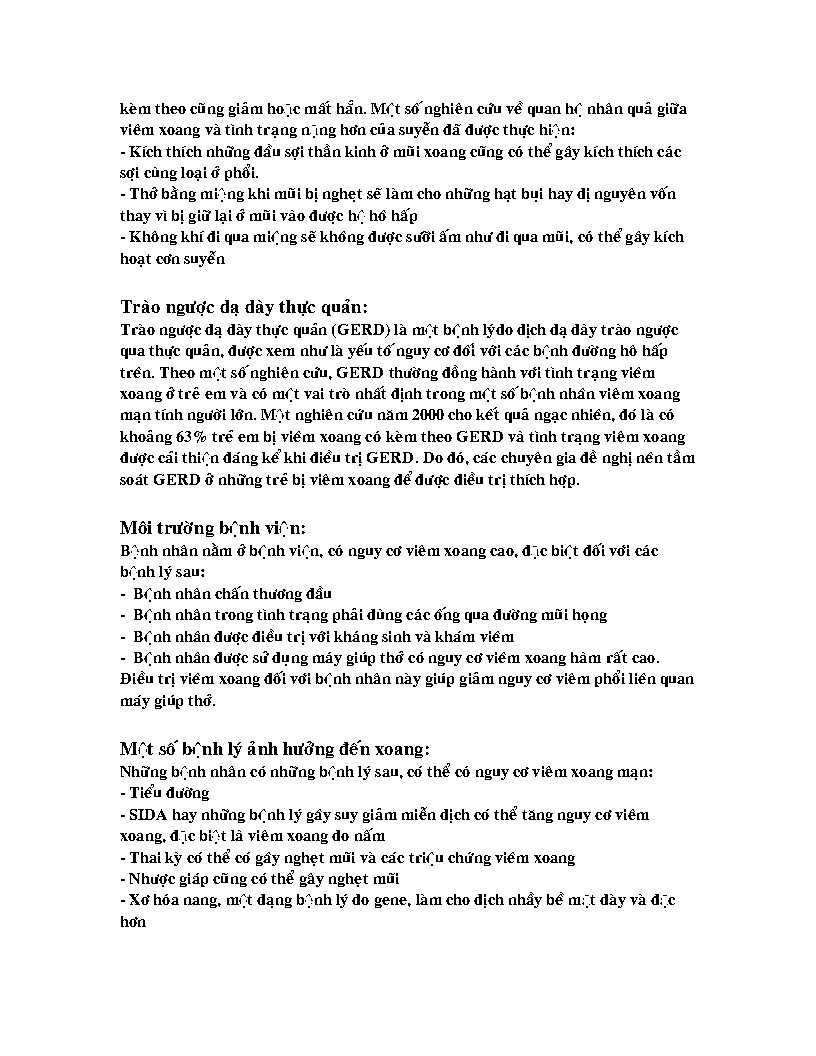 kèm theo cũng giảm hoặc mất hẳn. Một số nghiên cứu về quan hệ nhân quả giữa
viêm xoang và tình trạng nặng hơn của suyễn đã được thực hiện:
- Kích thích những đầu sợi thần kinh ở mũi xoang cũng có thể gây kích thích các
sợi cùng loại ở phổi.
- Thở bằng miệng khi mũi bị nghẹt sẽ làm cho những hạt bụi hay dị nguyên vốn
thay vì bị giữ lại ở mũi vào được hệ hô hấp
- Không khí đi qua miệng sẽ không được sưởi ấm như đi qua mũi, có thể gây kích
hoạt cơn suyễn
Trào ngược dạ dày thực quản:
Trào ngược dạ dày thực quản (GERD) là một bệnh lýdo dịch dạ dày trào ngược
qua thực quản, được xem như là yếu tố nguy cơ đối với các bệnh đường hô hấp
trên. Theo một số nghiên cứu, GERD thường đồng hành với tình trạng viêm
xoang ở trẻ em và có một vai trò nhất định trong một số bệnh nhân viêm xoang
mạn tính người lớn. Một nghiên cứu năm 2000 cho kết quả ngạc nhiên, đó là có
khoảng 63% trẻ em bị viêm xoang có kèm theo GERD và tình trạng viêm xoang
được cải thiện đáng kể khi điều trị GERD. Do đó, các chuyên gia đề nghị nên tầm
soát GERD ở những trẻ bị viêm xoang để được điều trị thích hợp.
Môi trường bệnh viện:
Bệnh nhân nằm ở bệnh viện, có nguy cơ viêm xoang cao, đặc biệt đối với các
bệnh lý sau:
- Bệnh nhân chấn thương đầu
- Bệnh nhân trong tình trạng phải dùng các ống qua đường mũi họng
- Bệnh nhân được điều trị với kháng sinh và khám viêm
- Bệnh nhân được sử dụng máy giúp thở có nguy cơ viêm xoang hàm rất cao.
Điều trị viêm xoang đối với bệnh nhân này giúp giảm nguy cơ viêm phổi liên quan
máy giúp thở.
Một số bệnh lý ảnh hưởng đến xoang:
Những bệnh nhân có những bệnh lý sau, có thể có nguy cơ viêm xoang mạn:
- Tiểu đường
- SIDA hay những bệnh lý gây suy giảm miễn dịch có thể tăng nguy cơ viêm
xoang, đặc biệt là viêm xoang do nấm
- Thai kỳ có thể có gây nghẹt mũi và các triệu chứng viêm xoang
- Nhược giáp cũng có thể gây nghẹt mũi
- Xơ hóa nang, một dạng bệnh lý do gene, làm cho dịch nhầy bề mặt dày và đặc
hơn